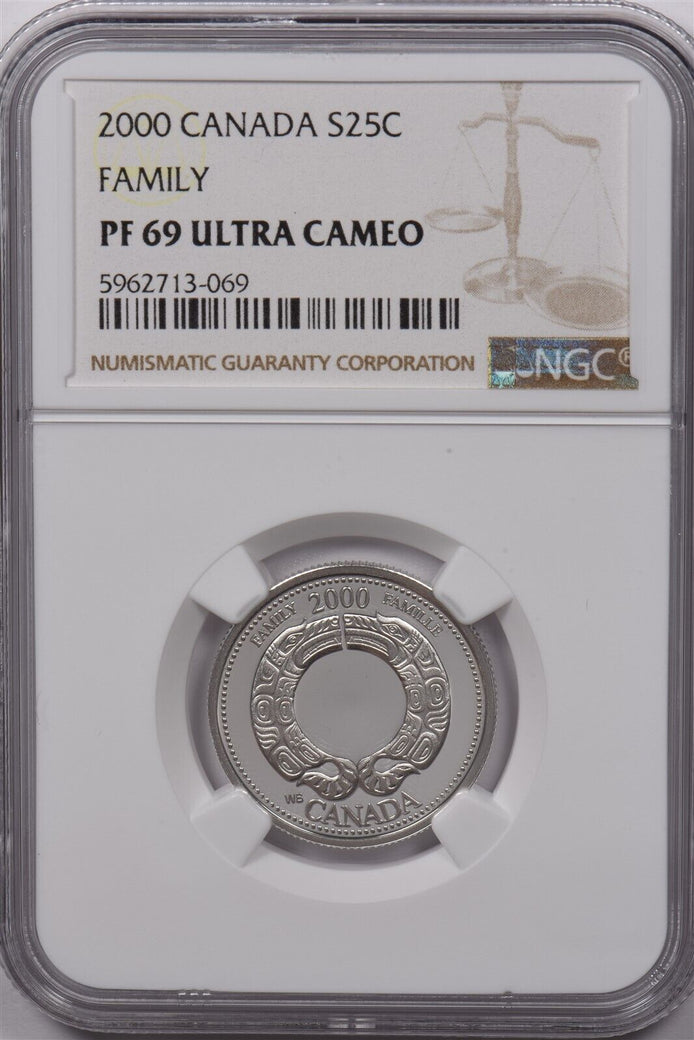 2000 CANADA S25C
FAMILY
PF 69 ULTRA CAMEO
5962713-069
NUMISMATIC GUARANTY CORPORATION
NGC®
FAMILY 2000 FAMILLE
WB CANADA